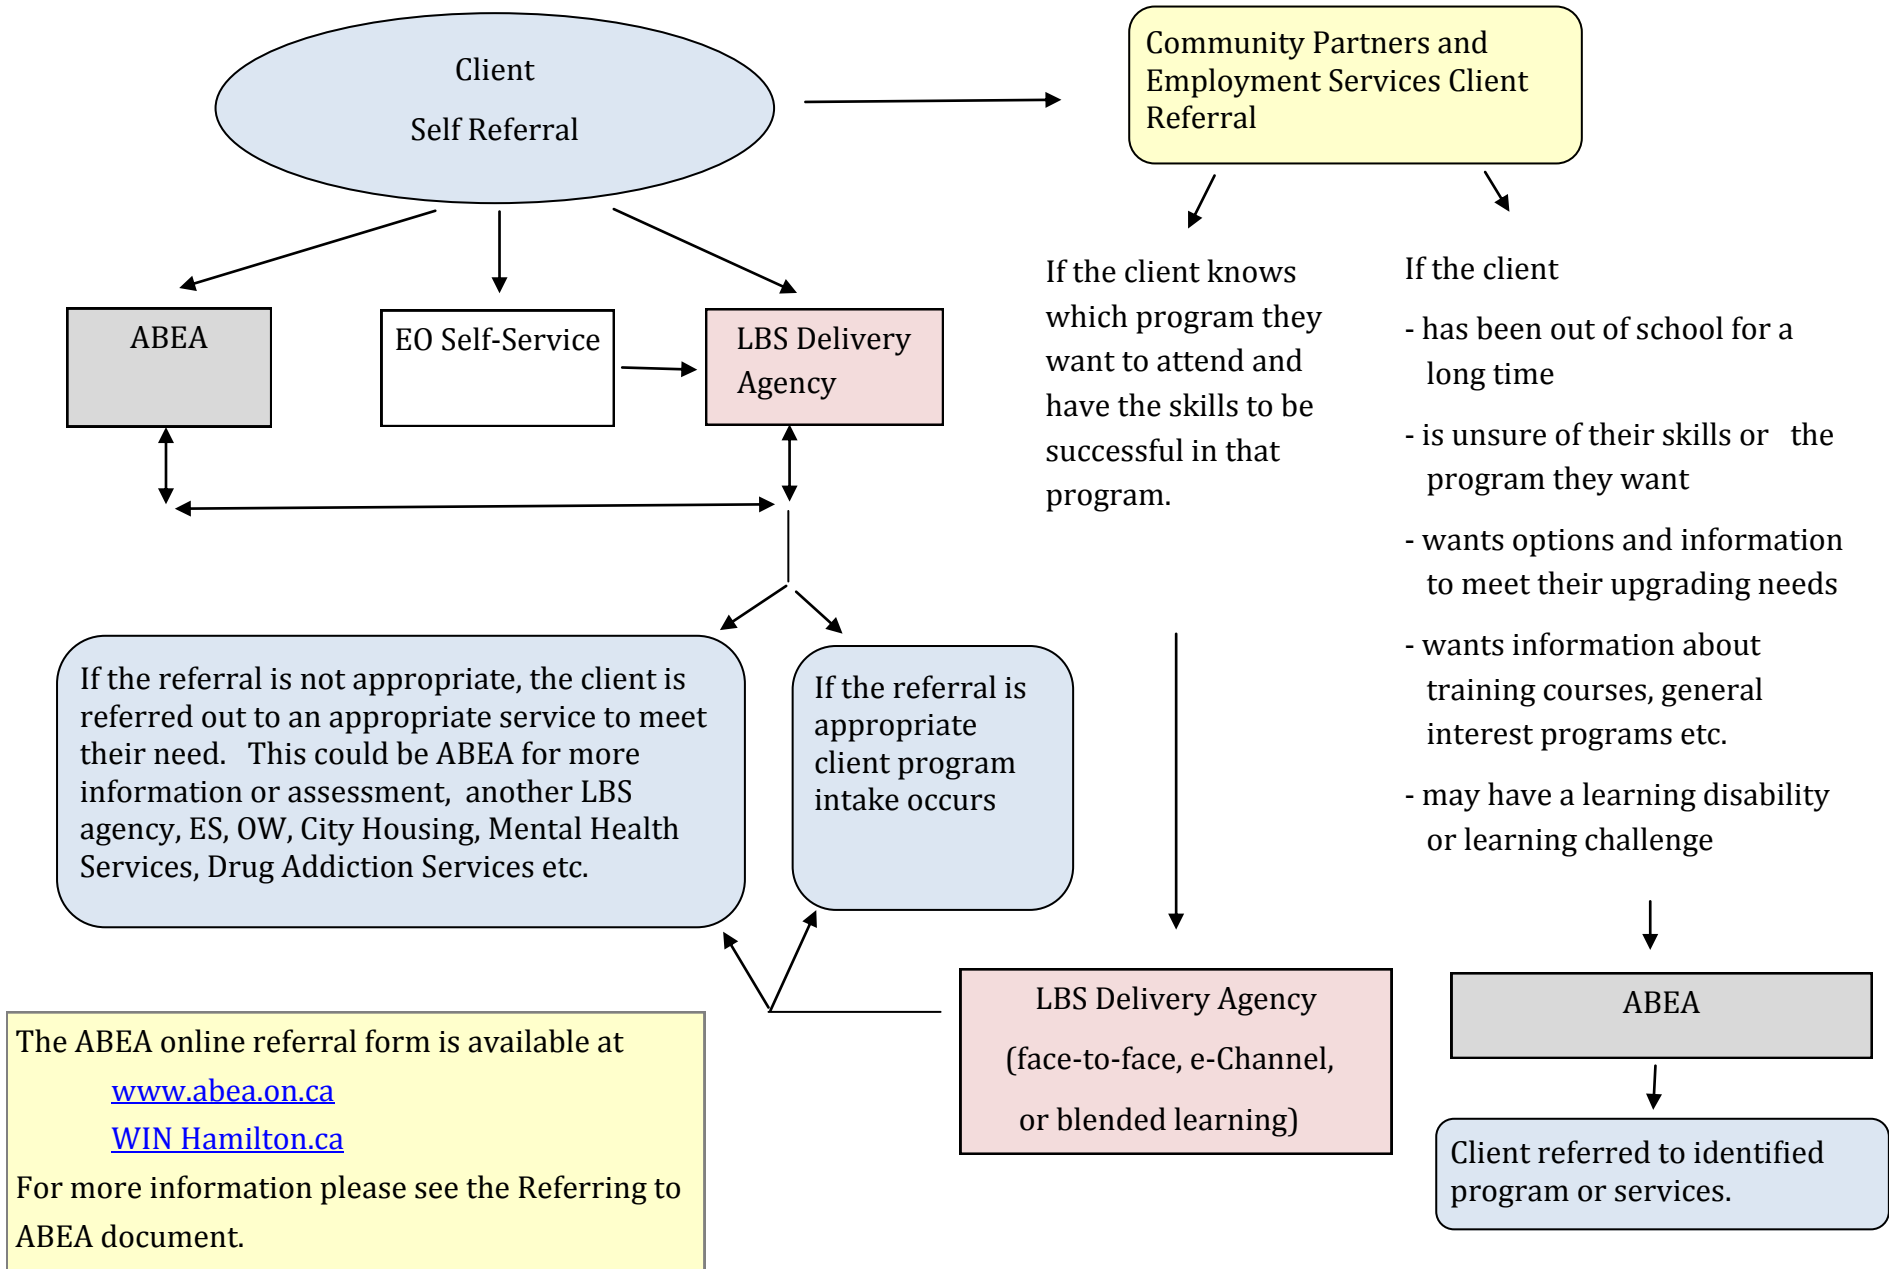 Client
Self Referral
Community Partners and
Employment Services Client
Referral
ABEA
EO Self-Service
LBS Delivery
Agency
If the client knows
which program they
want to attend and
have the skills to be
successful in that
program.
If the client
- has been out of school for a
long time
- is unsure of their skills or   the
program they want
- wants options and information
to meet their upgrading needs
- wants information about
training courses, general
interest programs etc.
- may have a learning disability
or learning challenge
If the referral is not appropriate, the client is
referred out to an appropriate service to meet
their need.   This could be ABEA for more
information or assessment,  another LBS
agency, ES, OW, City Housing, Mental Health
Services, Drug Addiction Services etc.
If the referral is
appropriate
client program
intake occurs
LBS Delivery Agency
(face-to-face, e-Channel,
or blended learning)
ABEA
Client referred to identified
program or services.
The ABEA online referral form is available at
www.abea.on.ca
WIN Hamilton.ca
For more information please see the Referring to
ABEA document.